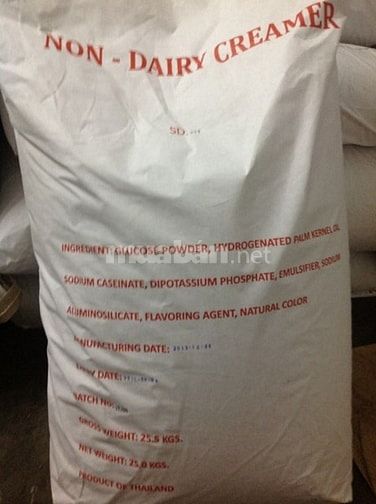 NON - DAIRY CREAMER
SD.
INGREDIENT: GLUCOSE POWDER, HYDROGENATED PALM KERNEL OIL
muaban.net
SODIUM CASEINATE, DIPOTASSIUM PHOSPHATE, EMULSIFIER, SODIUM
ALUMINOSILICATE, FLAVORING AGENT, NATURAL COLOR
MANUFACTURING DATE:
DATE:
BATCH NO:
GROSS WEIGHT: 25.5 KGS.
NET WEIGHT: 25.0 KGS.
PRODUCT OF THAILAND